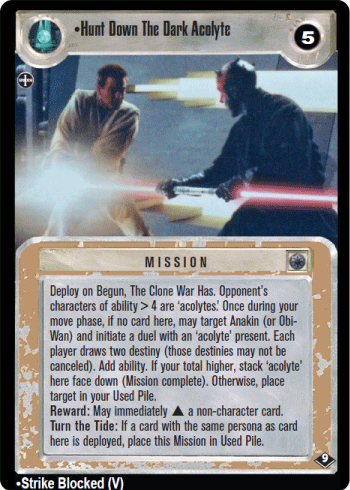 •Hunt Down The Dark Acolyte
5
MISSION
Deploy on Begun, The Clone War Has. Opponent's
characters of ability > 4 are 'acolytes.' Once during your
move phase, if no card here, may target Anakin (or Obi-
Wan) and initiate a duel with an 'acolyte' present. Each
player draws two destiny (those destinies may not be
canceled). Add ability. If your total higher, stack 'acolyte'
here face down (Mission complete). Otherwise, place
target in your Used Pile.
Reward: May immediately ▲ a non-character card.
Turn the Tide: If a card with the same persona as card
here is deployed, place this Mission in Used Pile.
9
•Strike Blocked (V)